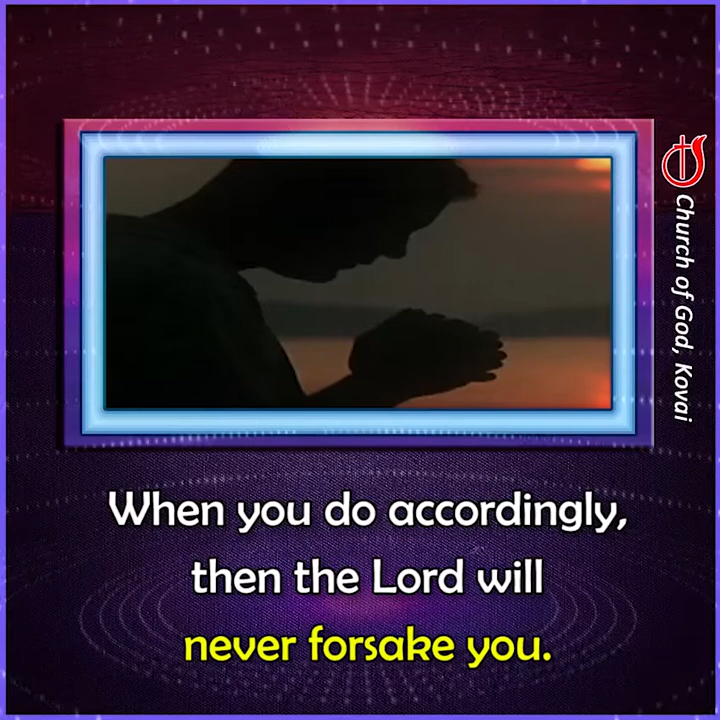 Church of God, Kovai
When you do accordingly,
then the Lord will
never forsake you.